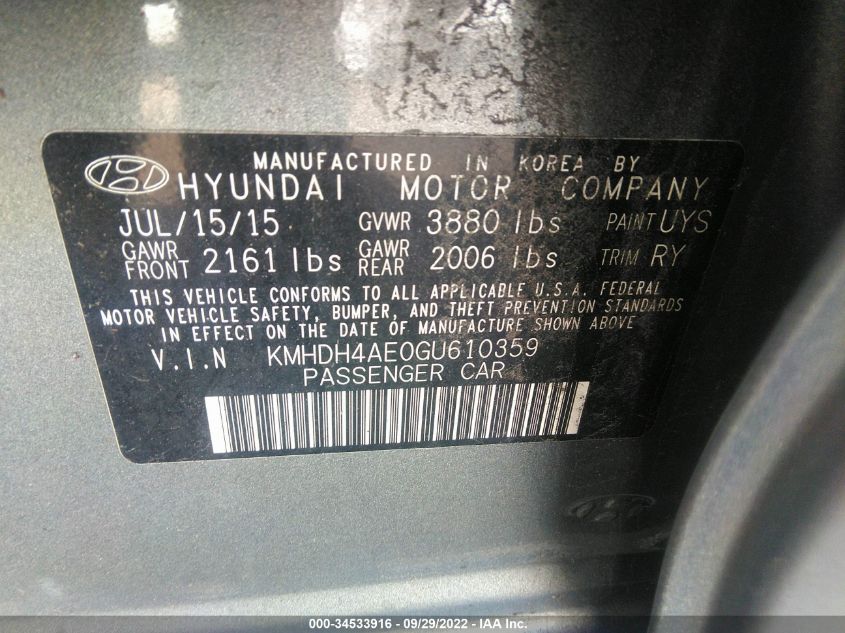 MANUFACTURED IN KOREA BY
HYUNDAI MOTOR COMPANY
JUL/15/15 GVWR 3880 lbs PAINT UYS
GAWR FRONT 2161 lbs GAWR REAR 2006 lbs TRIM RY
THIS VEHICLE CONFORMS TO ALL APPLICABLE U.S.A. FEDERAL
MOTOR VEHICLE SAFETY, BUMPER, AND THEFT PREVENTION STANDARDS
IN EFFECT ON THE DATE OF MANUFACTURE SHOWN ABOVE
V.I.N KMHDH4AE0GU610359
PASSENGER CAR
000-34533916 - 09/29/2022 - IAA Inc.